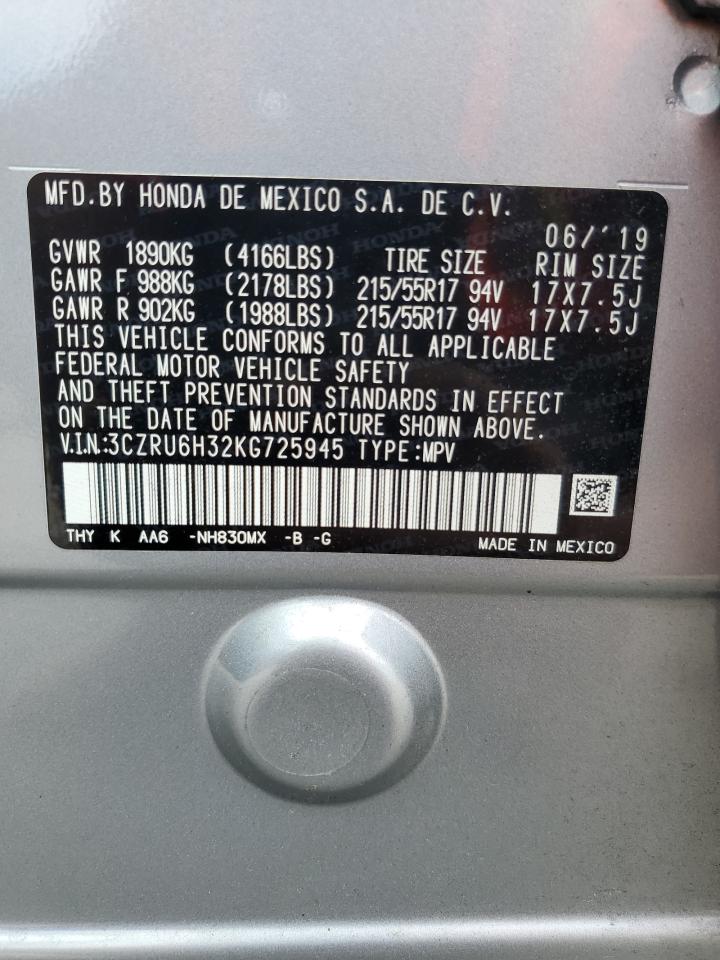 MFD.BY HONDA DE MEXICO S.A. DE C.V.
06/'19
GVWR 1890KG (4166LBS) TIRE SIZE RIM SIZE
GAWR F 988KG (2178LBS) 215/55R17 94V 17X7.5J
GAWR R 902KG (1988LBS) 215/55R17 94V 17X7.5J
THIS VEHICLE CONFORMS TO ALL APPLICABLE
FEDERAL MOTOR VEHICLE SAFETY
AND THEFT PREVENTION STANDARDS IN EFFECT
ON THE DATE OF MANUFACTURE SHOWN ABOVE.
V.I.N.:3CZRU6H32KG725945 TYPE:MPV
THY K AA6 -NH830MX -B -G MADE IN MEXICO